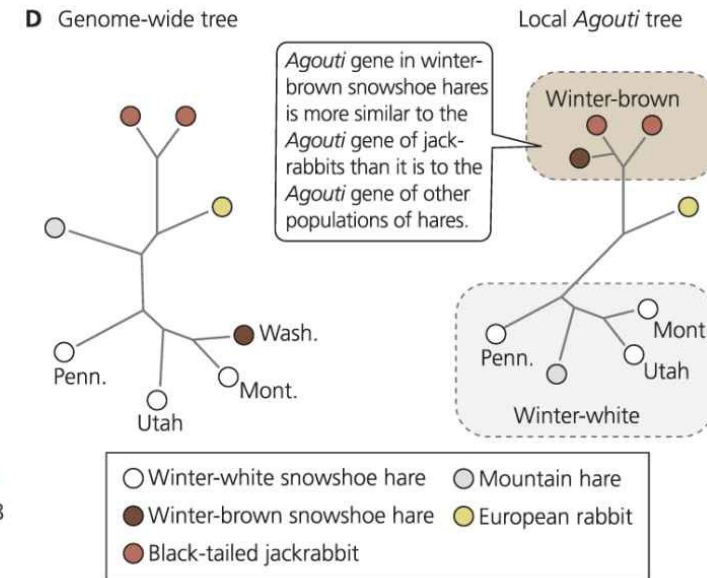 D Genome-wide tree
Local Agouti tree
Agouti gene in winter-
brown snowshoe hares
is more similar to the
Agouti gene of jack-
rabbits than it is to the
Agouti gene of other
populations of hares.
Winter-brown
Wash.
Penn.
Mont.
Utah
Mont
Penn.
Utah
Winter-white
Winter-white snowshoe hare
Mountain hare
Winter-brown snowshoe hare
European rabbit
Black-tailed jackrabbit
3